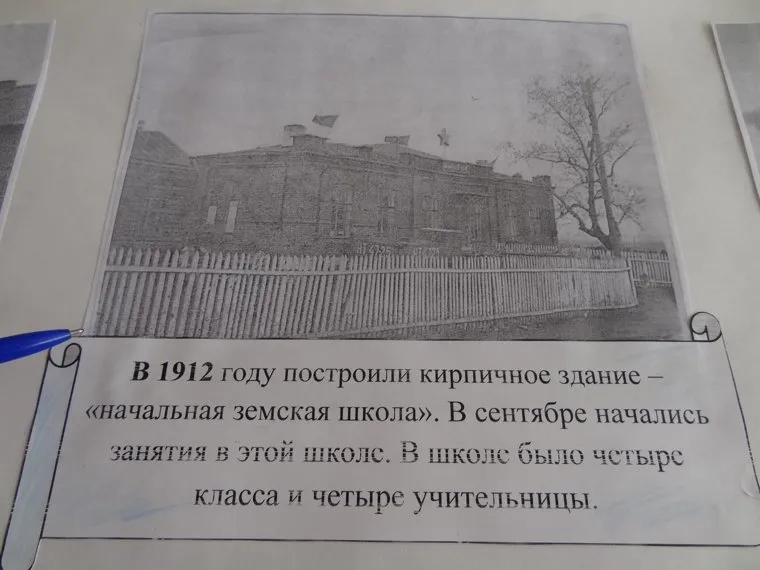 В 1912 году построили кирпичное здание –
«начальная земская школа». В сентябре начались
занятия в этой школе. В школе было четыре
класса и четыре учительницы.